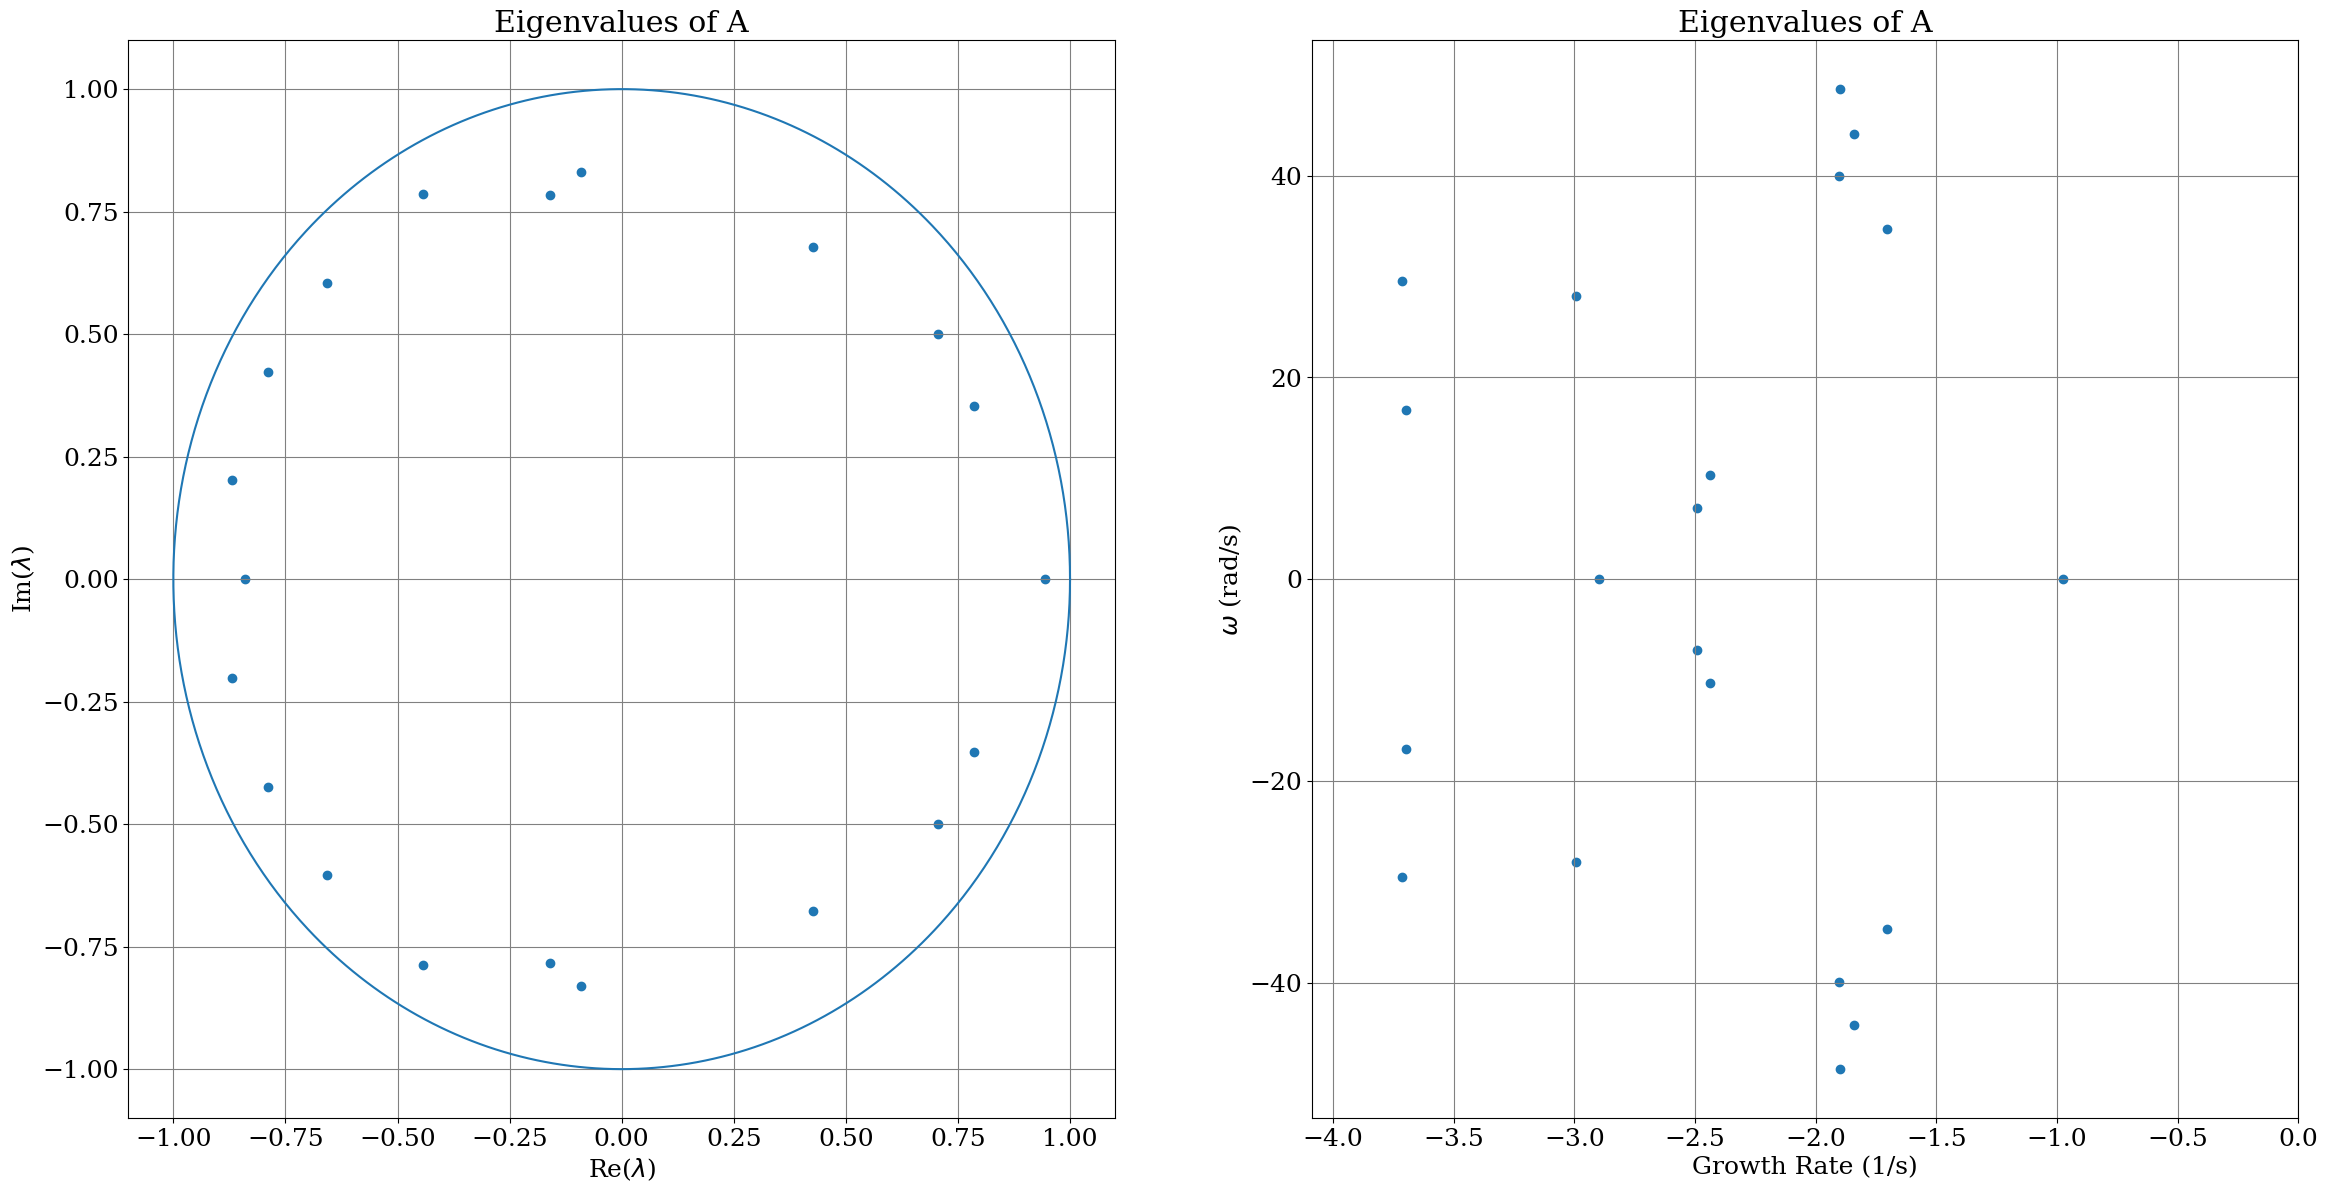 Eigenvalues of A
1.00
0.75
0.50
0.25
0.00
−0.25
−0.50
−0.75
−1.00
Im(λ)
−1.00 −0.75 −0.50 −0.25 0.00 0.25 0.50 0.75 1.00
Re(λ)
Eigenvalues of A
40
20
0
−20
−40
ω (rad/s)
−4.0 −3.5 −3.0 −2.5 −2.0 −1.5 −1.0 −0.5 0.0
Growth Rate (1/s)